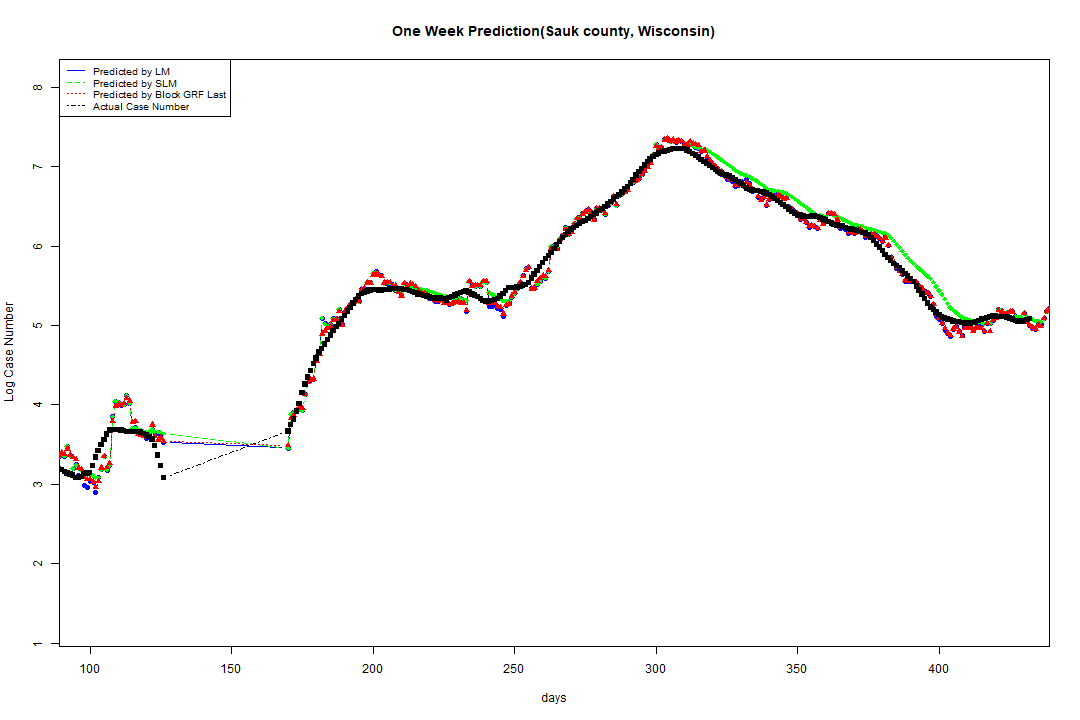 One Week Prediction(Sauk county, Wisconsin)
Predicted by LM
Predicted by SLM
Predicted by Block GRF Last
Actual Case Number
8
7
6
5
4
3
2
1
Log Case Number
100 150 200 250 300 350 400
days